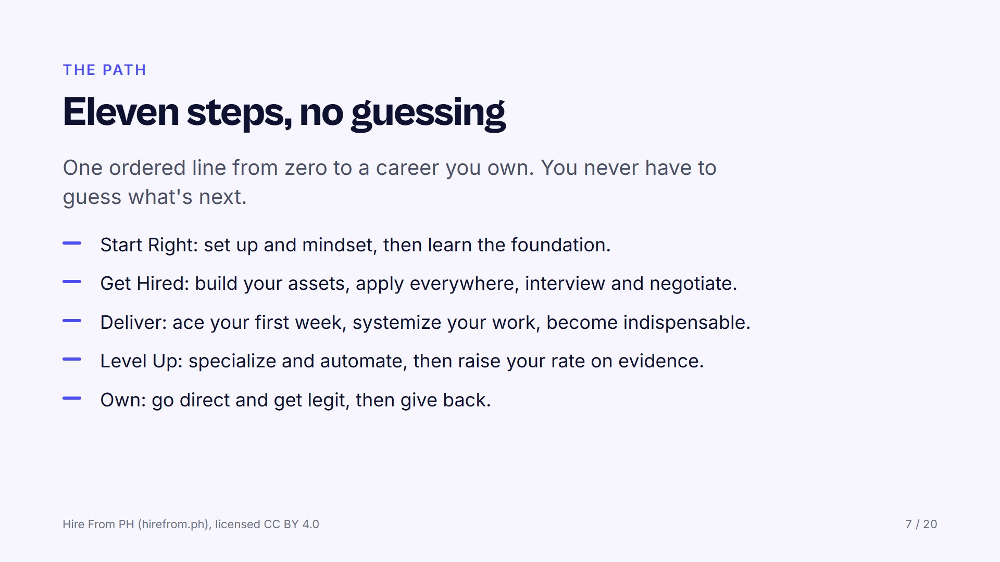 THE PATH
Eleven steps, no guessing
One ordered line from zero to a career you own. You never have to
guess what's next.
Start Right: set up and mindset, then learn the foundation.
Get Hired: build your assets, apply everywhere, interview and negotiate.
Deliver: ace your first week, systemize your work, become indispensable.
Level Up: specialize and automate, then raise your rate on evidence.
Own: go direct and get legit, then give back.
Hire From PH (hirefrom.ph), licensed CC BY 4.0
7 / 20